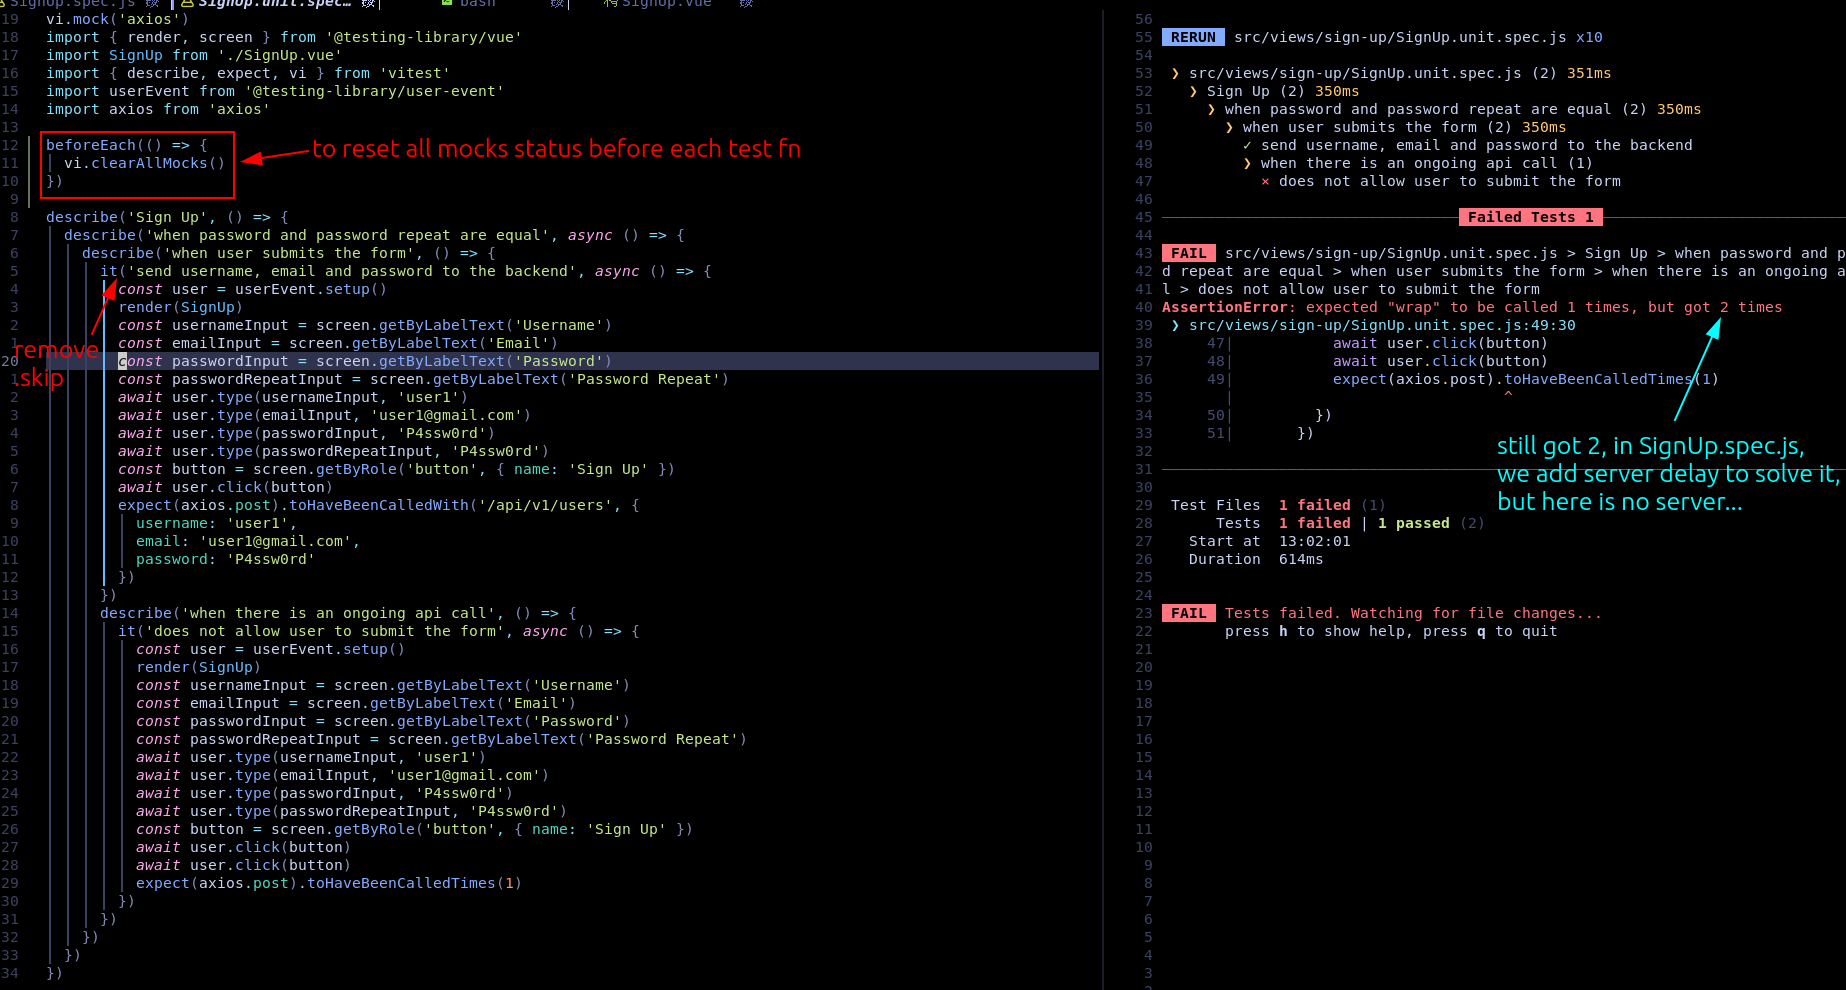 SignUp.spec.js
SignUp.unit.spec…
bash
SignUp.vue
19 vi.mock('axios')
18 import { render, screen } from '@testing-library/vue'
17 import SignUp from './SignUp.vue'
16 import { describe, expect, vi } from 'vitest'
15 import userEvent from '@testing-library/user-event'
14 import axios from 'axios'
13
12 beforeEach(() => {
11 vi.clearAllMocks()
10 })
9
to reset all mocks status before each test fn
8 describe('Sign Up', () => {
7 describe('when password and password repeat are equal', async () => {
6 describe('when user submits the form', () => {
5 it('send username, email and password to the backend', async () => {
4 const user = userEvent.setup()
3 render(SignUp)
2 const usernameInput = screen.getByLabelText('Username')
1 const emailInput = screen.getByLabelText('Email')
20 const passwordInput = screen.getByLabelText('Password')
1 const passwordRepeatInput = screen.getByLabelText('Password Repeat')
remove
.skip
2 await user.type(usernameInput, 'user1')
3 await user.type(emailInput, 'user1@gmail.com')
4 await user.type(passwordInput, 'P4ssw0rd')
5 await user.type(passwordRepeatInput, 'P4ssw0rd')
6 const button = screen.getByRole('button', { name: 'Sign Up' })
7 await user.click(button)
8 expect(axios.post).toHaveBeenCalledWith('/api/v1/users', {
9 username: 'user1',
10 email: 'user1@gmail.com',
11 password: 'P4ssw0rd'
12 })
13 })
14 describe('when there is an ongoing api call', () => {
15 it('does not allow user to submit the form', async () => {
16 const user = userEvent.setup()
17 render(SignUp)
18 const usernameInput = screen.getByLabelText('Username')
19 const emailInput = screen.getByLabelText('Email')
20 const passwordInput = screen.getByLabelText('Password')
21 const passwordRepeatInput = screen.getByLabelText('Password Repeat')
22 await user.type(usernameInput, 'user1')
23 await user.type(emailInput, 'user1@gmail.com')
24 await user.type(passwordInput, 'P4ssw0rd')
25 await user.type(passwordRepeatInput, 'P4ssw0rd')
26 const button = screen.getByRole('button', { name: 'Sign Up' })
27 await user.click(button)
28 await user.click(button)
29 expect(axios.post).toHaveBeenCalledTimes(1)
30 })
31 })
32 })
33 })
34 })
56
55 RERUN src/views/sign-up/SignUp.unit.spec.js x10
54
53 ❯ src/views/sign-up/SignUp.unit.spec.js (2) 351ms
52 ❯ Sign Up (2) 350ms
51 ❯ when password and password repeat are equal (2) 350ms
50 ❯ when user submits the form (2) 350ms
49 ✓ send username, email and password to the backend
48 ❯ when there is an ongoing api call (1)
47 × does not allow user to submit the form
46
45 Failed Tests 1
44
43 FAIL src/views/sign-up/SignUp.unit.spec.js > Sign Up > when password and p
42 d repeat are equal > when user submits the form > when there is an ongoing a
41 l > does not allow user to submit the form
40 AssertionError: expected "wrap" to be called 1 times, but got 2 times
39 ❯ src/views/sign-up/SignUp.unit.spec.js:49:30
38 47| await user.click(button)
37 48| await user.click(button)
36 49| expect(axios.post).toHaveBeenCalledTimes(1)
35 | ^
34 50| })
33 51| })
32
31
30
still got 2, in SignUp.spec.js,
we add server delay to solve it,
but here is no server...
29 Test Files 1 failed (1)
28 Tests 1 failed | 1 passed (2)
27 Start at 13:02:01
26 Duration 614ms
25
24
23 FAIL Tests failed. Watching for file changes...
22 press h to show help, press q to quit
21
20
19
18
17
16
15
14
13
12
11
10
9
8
7
6
5
4
3